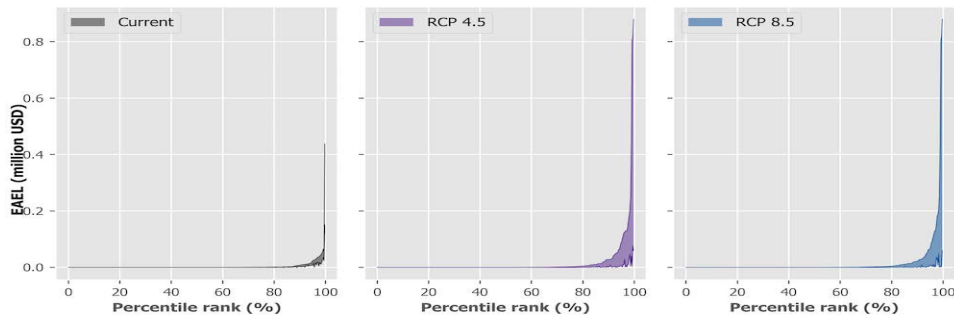 Current
RCP 4.5
RCP 8.5
EAEL (million USD)
0.8
0.6
0.4
0.2
0.0
0 20 40 60 80 100
0 20 40 60 80 100
0 20 40 60 80 100
Percentile rank (%)
Percentile rank (%)
Percentile rank (%)